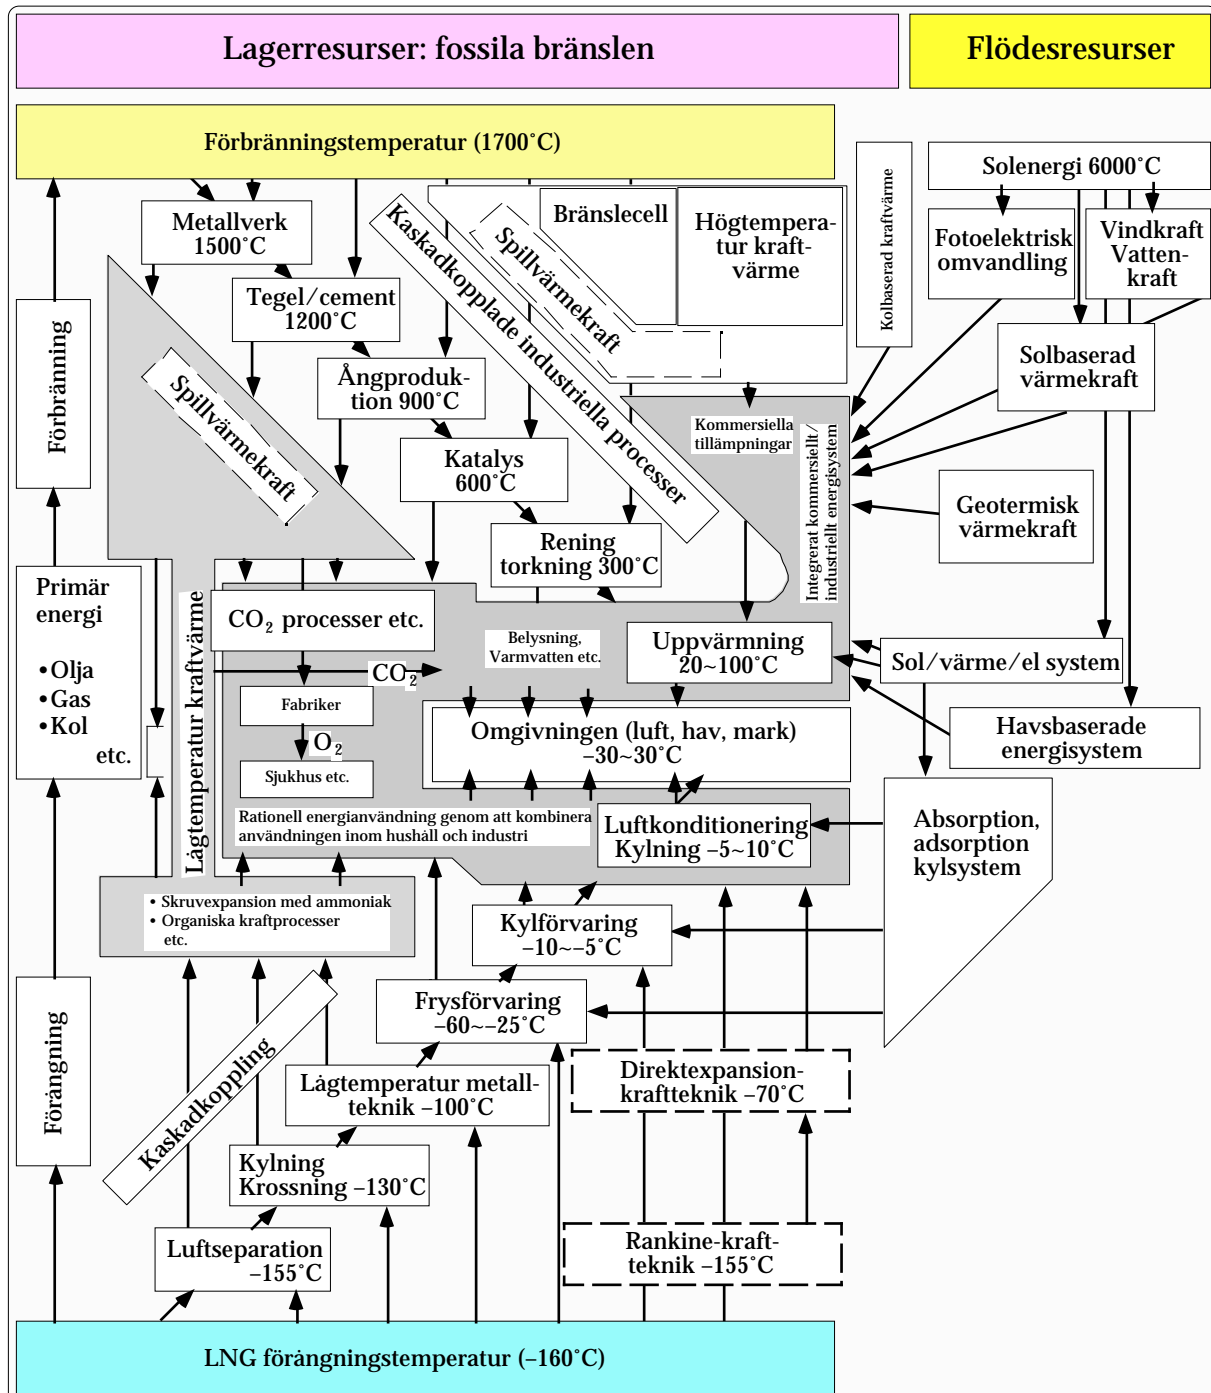 Lagerresurser: fossila bränslen
Flödesresurser
Förbränningstemperatur (1700°C)
Solenergi 6000°C
Metallverk
1500°C
Tegel/cement
1200°C
Ångproduk-
tion 900°C
Katalys
600°C
Rening
torkning 300°C
Kaskadkopplade industriella processer
Spillvärmekraft
Bränslecell
Högtempera-
tur kraft-
värme
Kolbaserad kraftvärme
Fotoelektrisk
omvandling
Vindkraft
Vatten-
kraft
Solbaserad
värmekraft
Geotermisk
värmekraft
Förbränning
Spillvärmekraft
Kommersiella
tillämpningar
Integrerat kommersiellt/
industriellt energisystem
Primär
energi
•Olja
•Gas
•Kol
etc.
Lågtemperatur kraftvärme
CO₂ processer etc.
CO₂
Belysning,
Varmvatten etc.
Uppvärmning
20~100°C
Sol/värme/el system
Fabriker
O₂
Sjukhus etc.
Omgivningen (luft, hav, mark)
–30~30°C
Havsbaserade
energisystem
Rationell energianvändning genom att kombinera
användningen inom hushåll och industri
Luftkonditionering
Kylning –5~10°C
Absorption,
adsorption
kylsystem
• Skruvexpansion med ammoniak
• Organiska kraftprocesser
etc.
Kylförvaring
–10~–5°C
Frysförvaring
–60~–25°C
Förångning
Kaskadkoppling
Lågtemperatur metall-
teknik –100°C
Direktexpansion-
kraftteknik –70°C
Kylning
Krossning –130°C
Luftseparation
–155°C
Rankine-kraft-
teknik –155°C
LNG förångningstemperatur (–160°C)